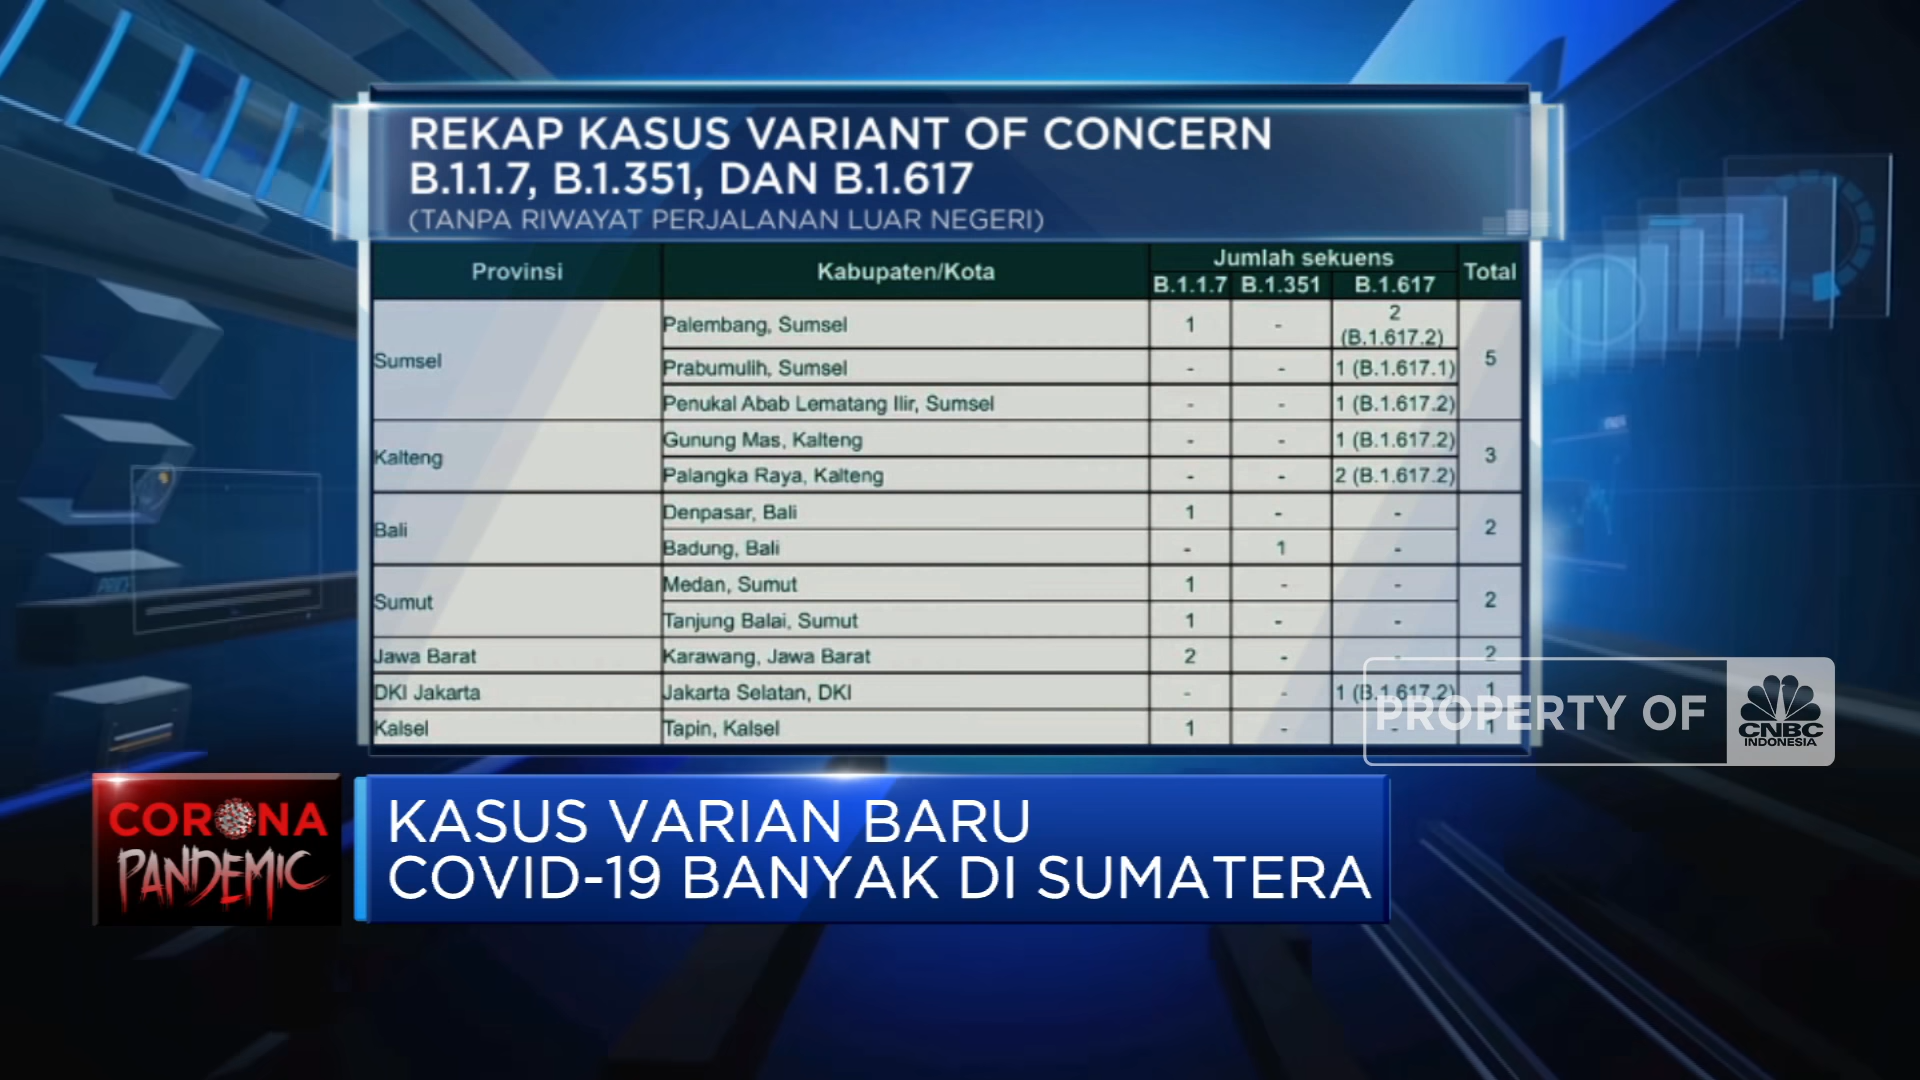 REKAP KASUS VARIANT OF CONCERN
B.1.1.7, B.1.351, DAN B.1.617
(TANPA RIWAYAT PERJALANAN LUAR NEGERI)
Provinsi Kabupaten/Kota Jumlah sekuens Total
B.1.1.7 B.1.351 B.1.617
Sumsel Palembang, Sumsel 1 - 2 (B.1.617.2) 5
Prabumulih, Sumsel - - 1 (B.1.617.1)
Penukal Abab Lematang Ilir, Sumsel - - 1 (B.1.617.2)
Kalteng Gunung Mas, Kalteng - - 1 (B.1.617.2) 3
Palangka Raya, Kalteng - - 2 (B.1.617.2)
Bali Denpasar, Bali 1 - - 2
Badung, Bali - 1 -
Sumut Medan, Sumut 1 - - 2
Tanjung Balai, Sumut 1 - -
Jawa Barat Karawang, Jawa Barat 2 - - 2
DKI Jakarta Jakarta Selatan, DKI - - 1 (B.1.617.2) 1
Kalsel Tapin, Kalsel 1 - - 1
PROPERTY OF
CNBC
INDONESIA
CORONA
PANDEMIC
KASUS VARIAN BARU
COVID-19 BANYAK DI SUMATERA